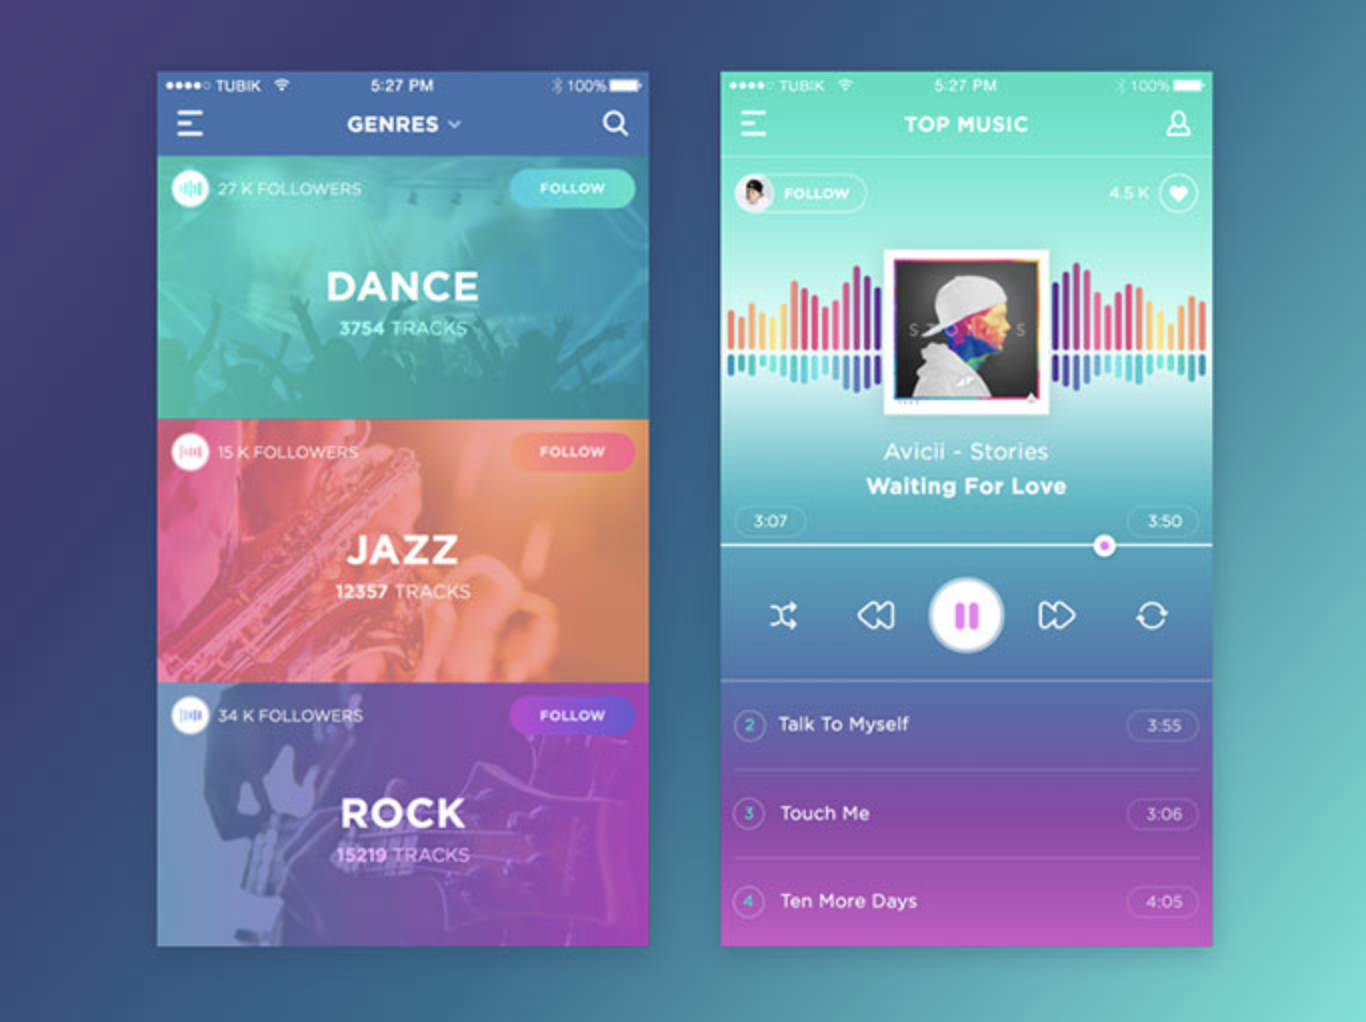 TUBIK 5:27 PM 100%
GENRES
27 K FOLLOWERS FOLLOW
DANCE
3754 TRACKS
15 K FOLLOWERS FOLLOW
JAZZ
12357 TRACKS
34 K FOLLOWERS FOLLOW
ROCK
15219 TRACKS
TUBIK 5:27 PM 100%
TOP MUSIC
FOLLOW 4.5 K
STORIES
Avicii - Stories
Waiting For Love
3:07 3:50
2 Talk To Myself 3:55
3 Touch Me 3:06
4 Ten More Days 4:05